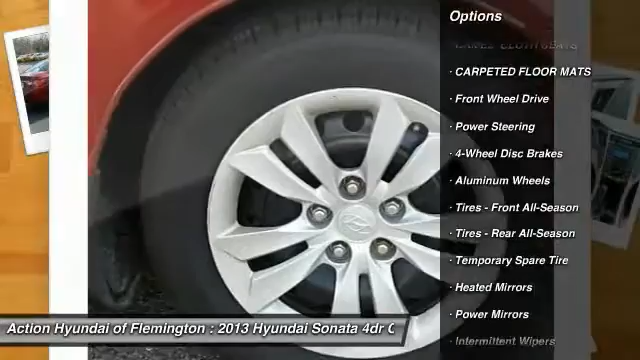 Options
CLOTH SEATS
· CARPETED FLOOR MATS
· Front Wheel Drive
· Power Steering
· 4-Wheel Disc Brakes
· Aluminum Wheels
· Tires - Front All-Season
· Tires - Rear All-Season
· Temporary Spare Tire
· Heated Mirrors
· Power Mirrors
· Intermittent Wipers
Action Hyundai of Flemington : 2013 Hyundai Sonata 4dr